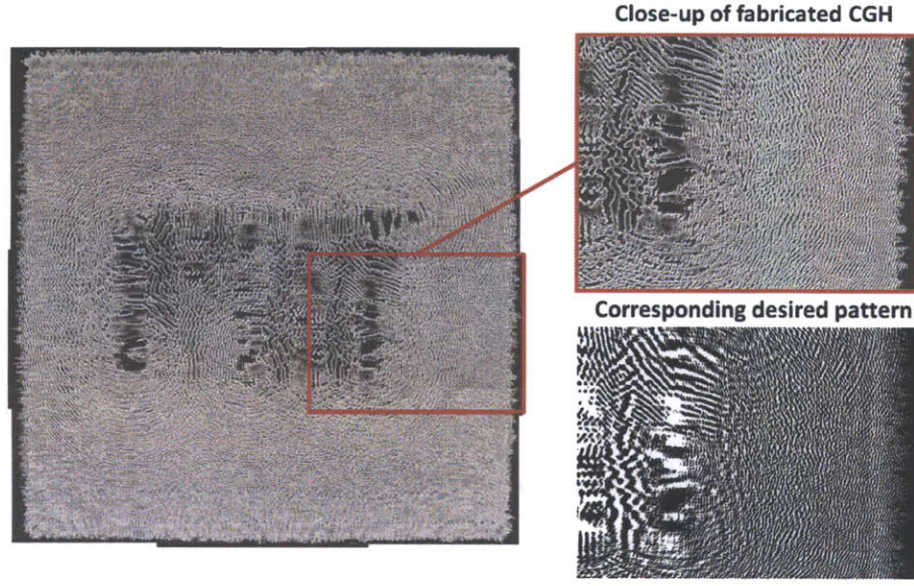 Close-up of fabricated CGH
Corresponding desired pattern